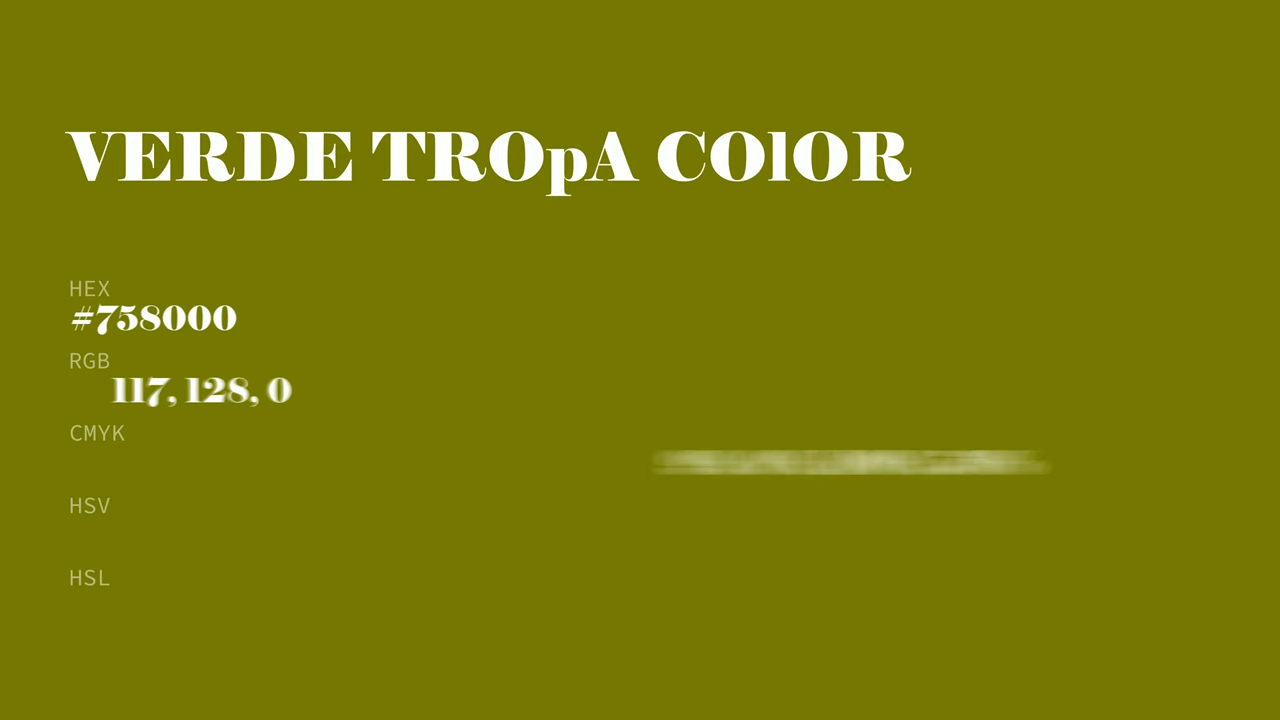 VERDE TROpA COlOR
HEX
#758000
RGB
117, 128, 0
CMYK
HSV
HSL